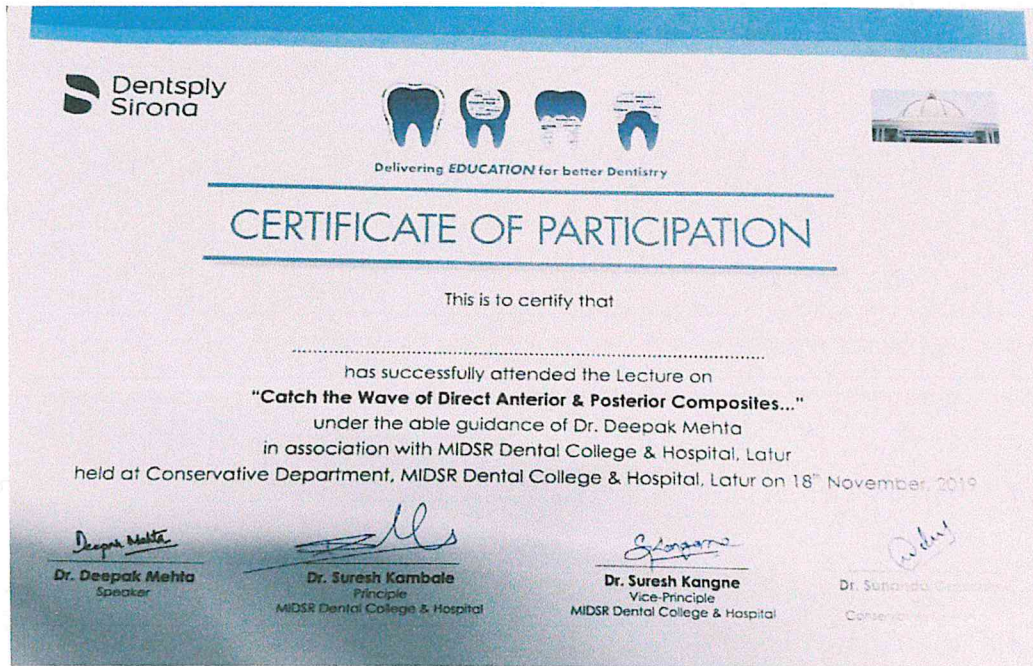 Dentsply
Sirona
Delivering EDUCATION for better Dentistry
CERTIFICATE OF PARTICIPATION
This is to certify that
has successfully attended the Lecture on
"Catch the Wave of Direct Anterior & Posterior Composites..."
under the able guidance of Dr. Deepak Mehta
in association with MIDSR Dental College & Hospital, Latur
held at Conservative Department, MIDSR Dental College & Hospital, Latur on 18th November, 2019
Deepak Mehta
Dr. Deepak Mehta
Speaker
Dr. Suresh Kambale
Principle
MIDSR Dental College & Hospital
Dr. Suresh Kangne
Vice-Principle
MIDSR Dental College & Hospital
Dr. Sunanda